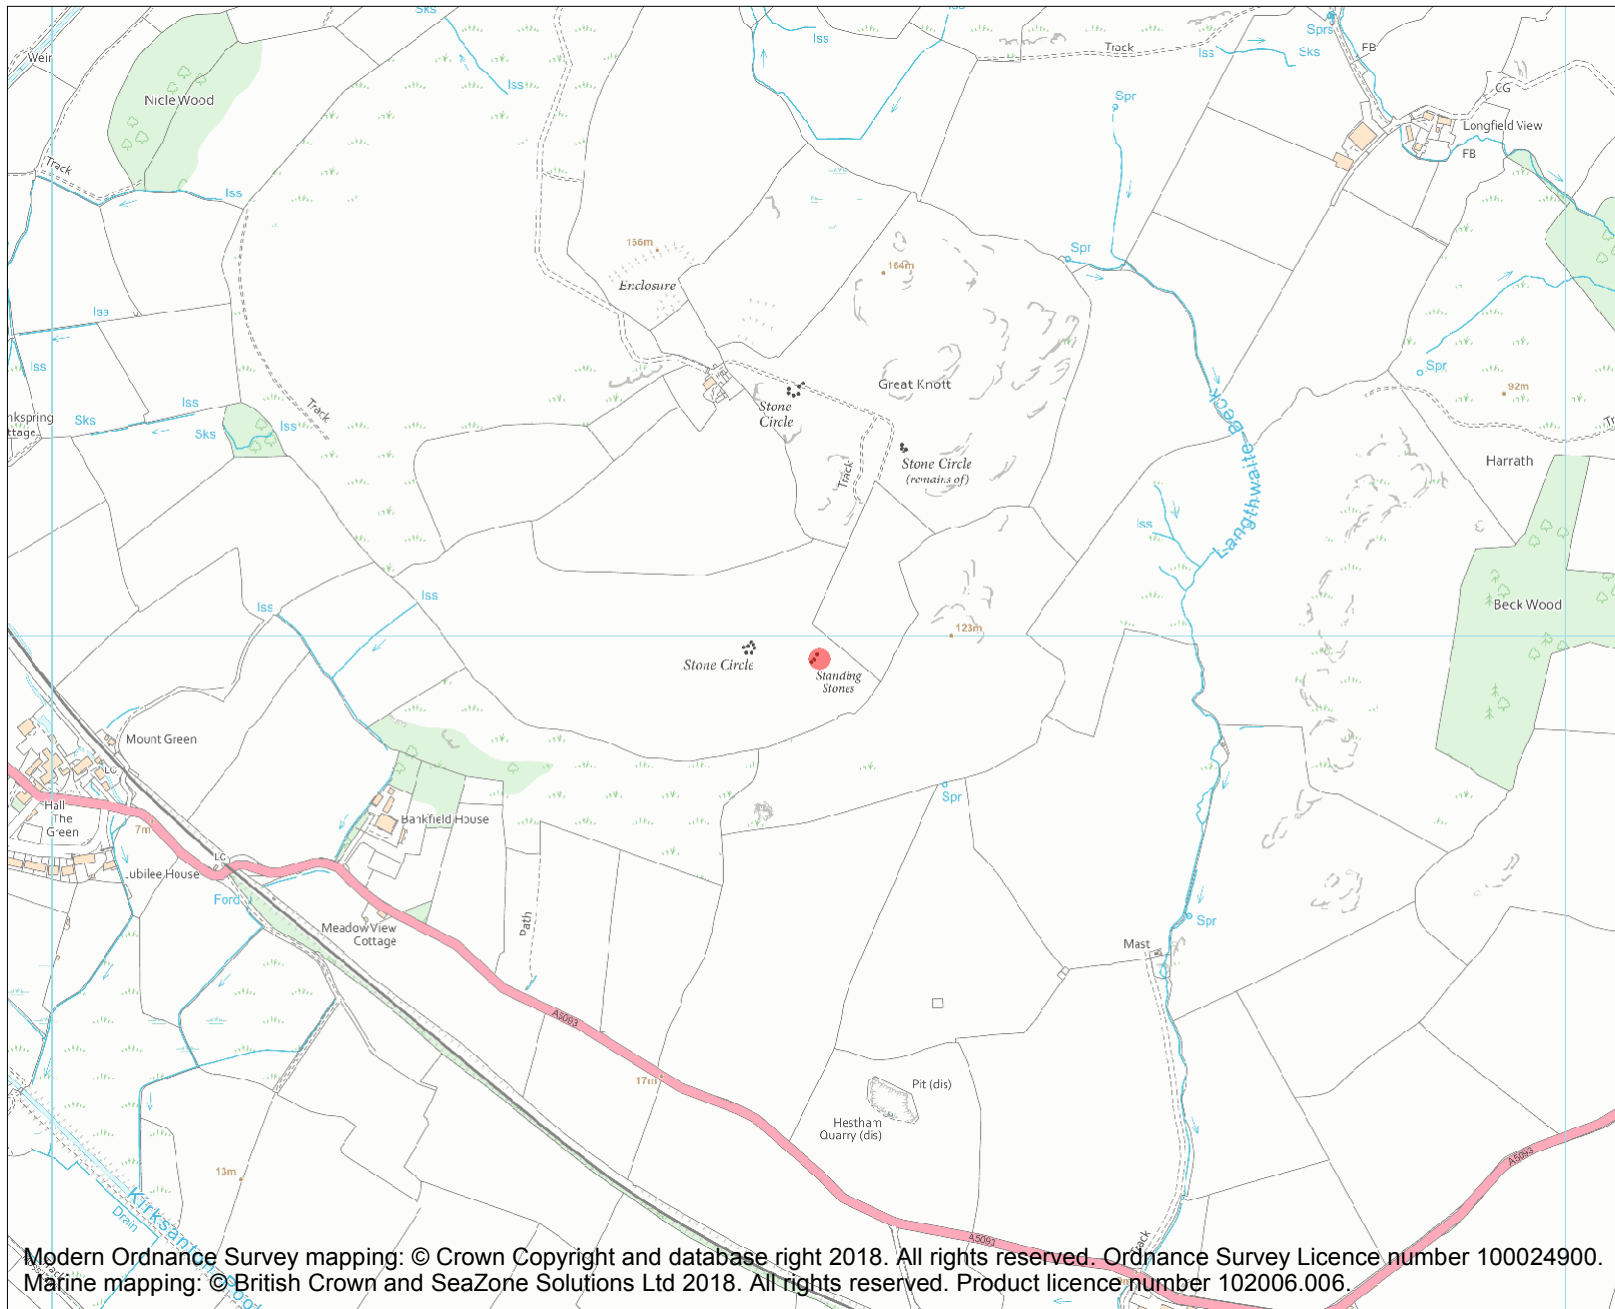 Sks
Iss
Weir
Iss
Iss
Track
Iss
Sks
Sprs
FB
CG
Nicle Wood
Iss
Spr
Longfield View
FB
Track
Iss
156m
Spr
164m
Enclosure
Iss
Iss
Spr
Great Knott
92m
Iss
Stone
Circle
Track
Sks
Sks
Iss
Langthwaite Beck
Stone Circle
(remains of)
Track
Harrath
Iss
Iss
Iss
Beck Wood
123m
Stone Circle
Standing
Stones
Mount Green
LC
Spr
Hall
The
Green
7m
Bankfield House
LC
Jubilee House
Ford
Meadow View
Cottage
Path
Spr
Mast
A5093
17m
Pit (dis)
Hestham
Quarry (dis)
A5093
13m
Kirksanton Pool
Drain
A5093
Track
Modern Ordnance Survey mapping: © Crown Copyright and database right 2018. All rights reserved. Ordnance Survey Licence number 100024900.
Marine mapping: © British Crown and SeaZone Solutions Ltd 2018. All rights reserved. Product licence number 102006.006.